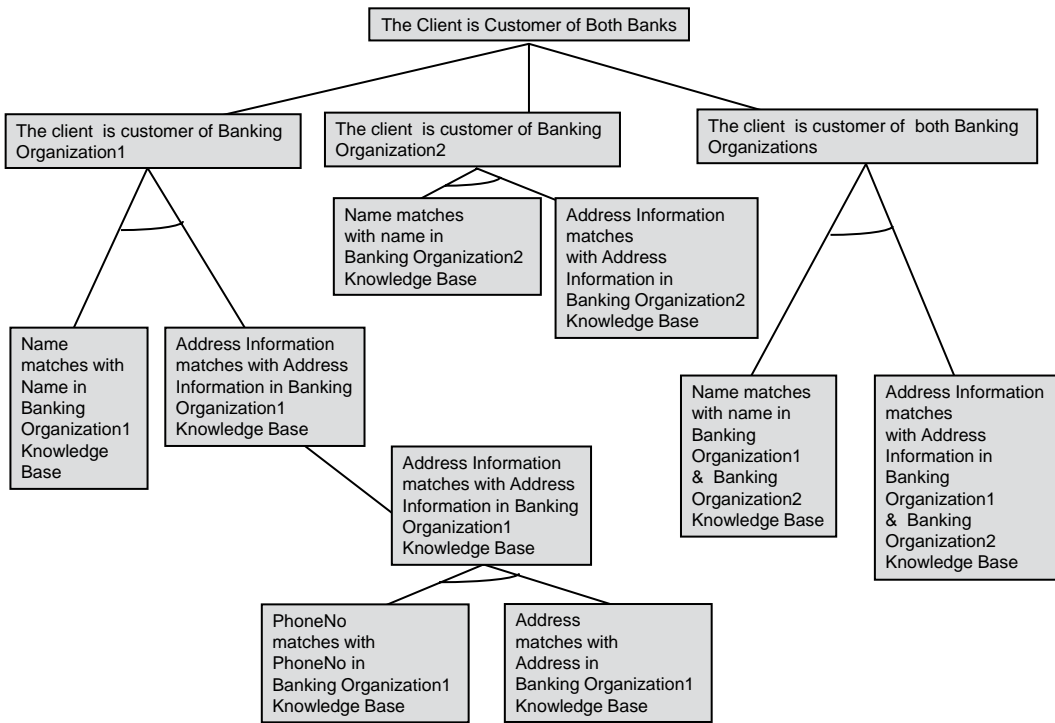 The Client is Customer of Both Banks
The client is customer of Banking
Organization1
The client is customer of Banking
Organization2
The client is customer of both Banking
Organizations
Name matches
with name in
Banking Organization2
Knowledge Base
Address Information
matches
with Address
Information in
Banking Organization2
Knowledge Base
Name
matches with
Name in
Banking
Organization1
Knowledge
Base
Address Information
matches with Address
Information in Banking
Organization1
Knowledge Base
Name matches
with name in
Banking
Organization1
& Banking
Organization2
Knowledge Base
Address Information
matches
with Address
Information in
Banking
Organization1
& Banking
Organization2
Knowledge Base
Address Information
matches with Address
Information in Banking
Organization1
Knowledge Base
PhoneNo
matches with
PhoneNo in
Banking Organization1
Knowledge Base
Address
matches with
Address in
Banking Organization1
Knowledge Base